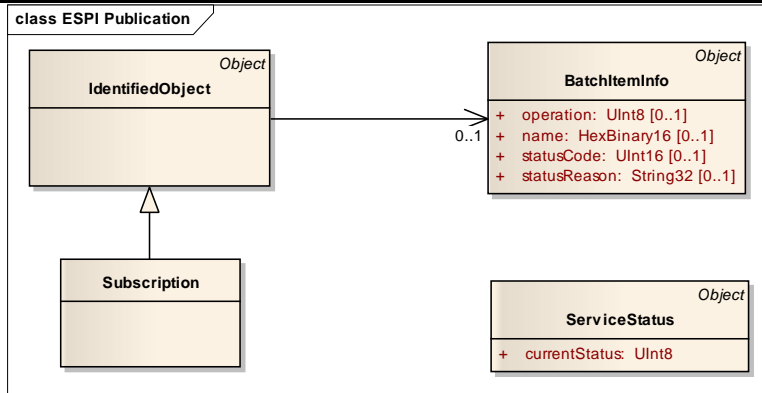 class ESPI Publication
Object
IdentifiedObject
Object
BatchItemInfo
+ operation: UInt8 [0..1]
+ name: HexBinary16 [0..1]
+ statusCode: UInt16 [0..1]
+ statusReason: String32 [0..1]
0..1
Subscription
Object
ServiceStatus
+ currentStatus: UInt8